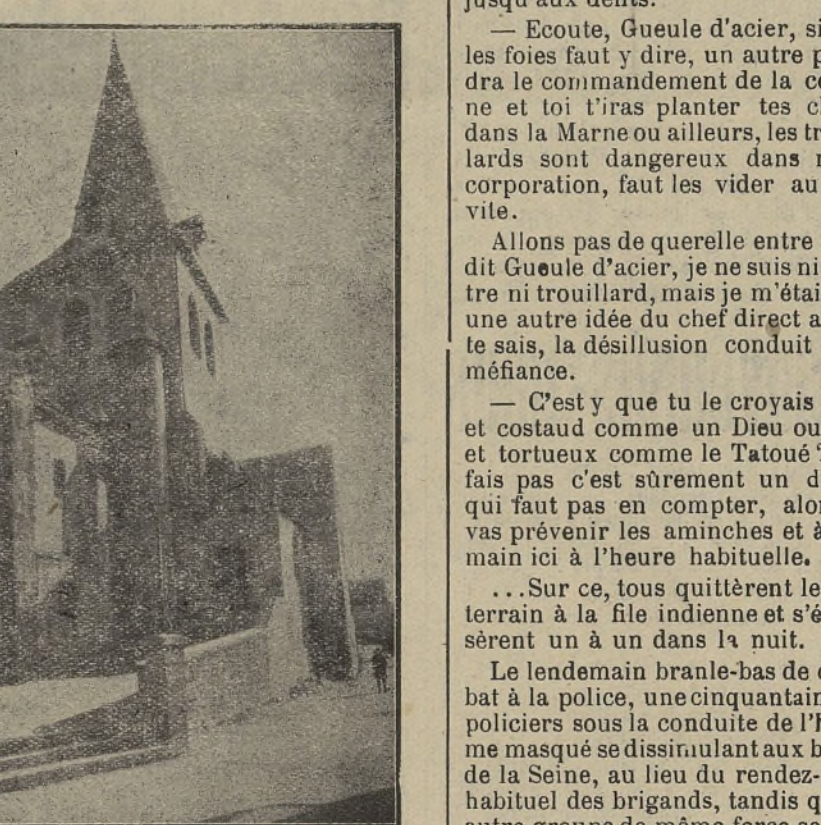 jusqu'aux dents.
— Ecoute, Gueule d'acier, si
les foies faut y dire, un autre p
dra le commandement de la co
ne et toi t'iras planter tes c
dans la Marne ou ailleurs, les tr
lards sont dangereux dans
corporation, faut les vider au
vite.
Allons pas de querelle entre
dit Gueule d'acier, je ne suis ni
tre ni trouillard, mais je m'étai
une autre idée du chef direct a
te sais, la désillusion conduit
méfiance.
— C'est y que tu le croyais
et costaud comme un Dieu ou
et tortueux comme le Tatoué ?
fais pas c'est sûrement un d
qui faut pas en compter, alo
vas prévenir les aminches et à
main ici à l'heure habituelle.
...Sur ce, tous quittèrent le
terrain à la file indienne et s'é
sèrent un à un dans la nuit.
Le lendemain branle-bas de
bat à la police, une cinquantain
policiers sous la conduite de l'h
me masqué se dissimulant aux b
de la Seine, au lieu du rendez-
habituel des brigands, tandis q
autre groupe de même force se